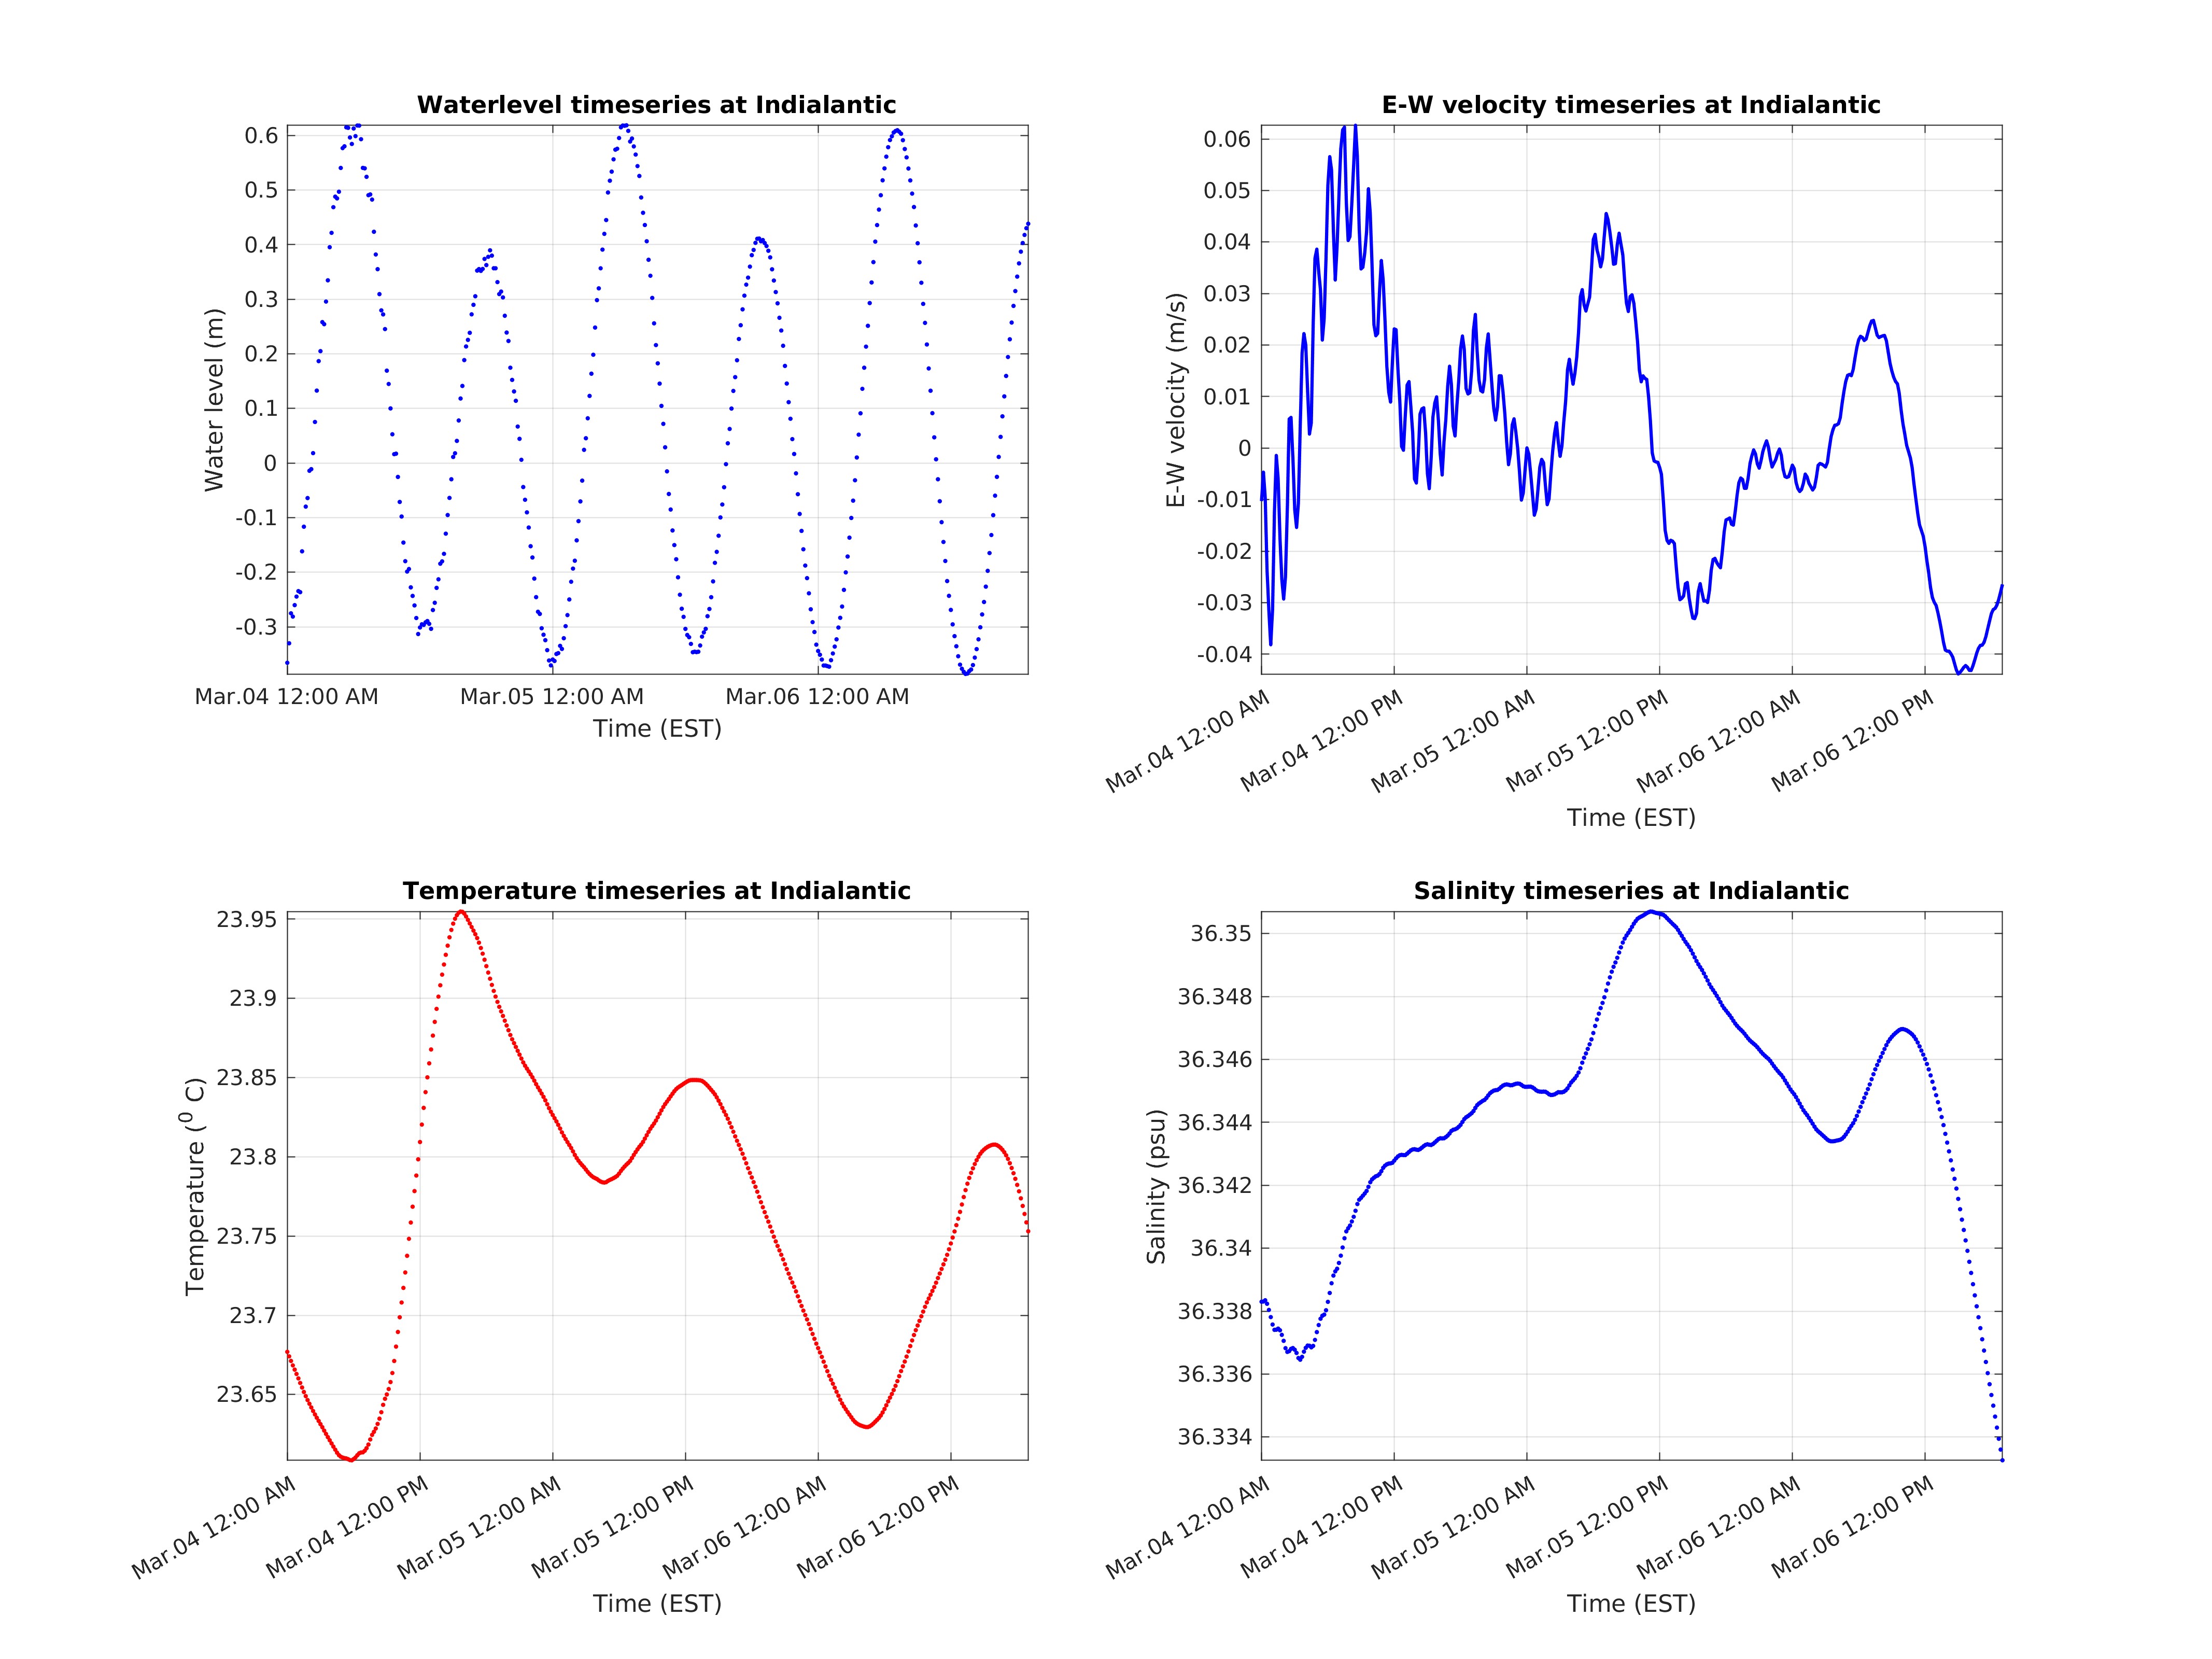 Waterlevel timeseries at Indialantic
0.6
0.5
0.4
0.3
0.2
0.1
0
-0.1
-0.2
-0.3
Water level (m)
Mar.04 12:00 AM
Mar.05 12:00 AM
Mar.06 12:00 AM
Time (EST)
E-W velocity timeseries at Indialantic
0.06
0.05
0.04
0.03
0.02
0.01
0
-0.01
-0.02
-0.03
-0.04
E-W velocity (m/s)
Mar.04 12:00 AM
Mar.04 12:00 PM
Mar.05 12:00 AM
Mar.05 12:00 PM
Mar.06 12:00 AM
Mar.06 12:00 PM
Time (EST)
Temperature timeseries at Indialantic
23.95
23.9
23.85
23.8
23.75
23.7
23.65
Temperature (⁰ C)
Mar.04 12:00 AM
Mar.04 12:00 PM
Mar.05 12:00 AM
Mar.05 12:00 PM
Mar.06 12:00 AM
Mar.06 12:00 PM
Time (EST)
Salinity timeseries at Indialantic
36.35
36.348
36.346
36.344
36.342
36.34
36.338
36.336
36.334
Salinity (psu)
Mar.04 12:00 AM
Mar.04 12:00 PM
Mar.05 12:00 AM
Mar.05 12:00 PM
Mar.06 12:00 AM
Mar.06 12:00 PM
Time (EST)